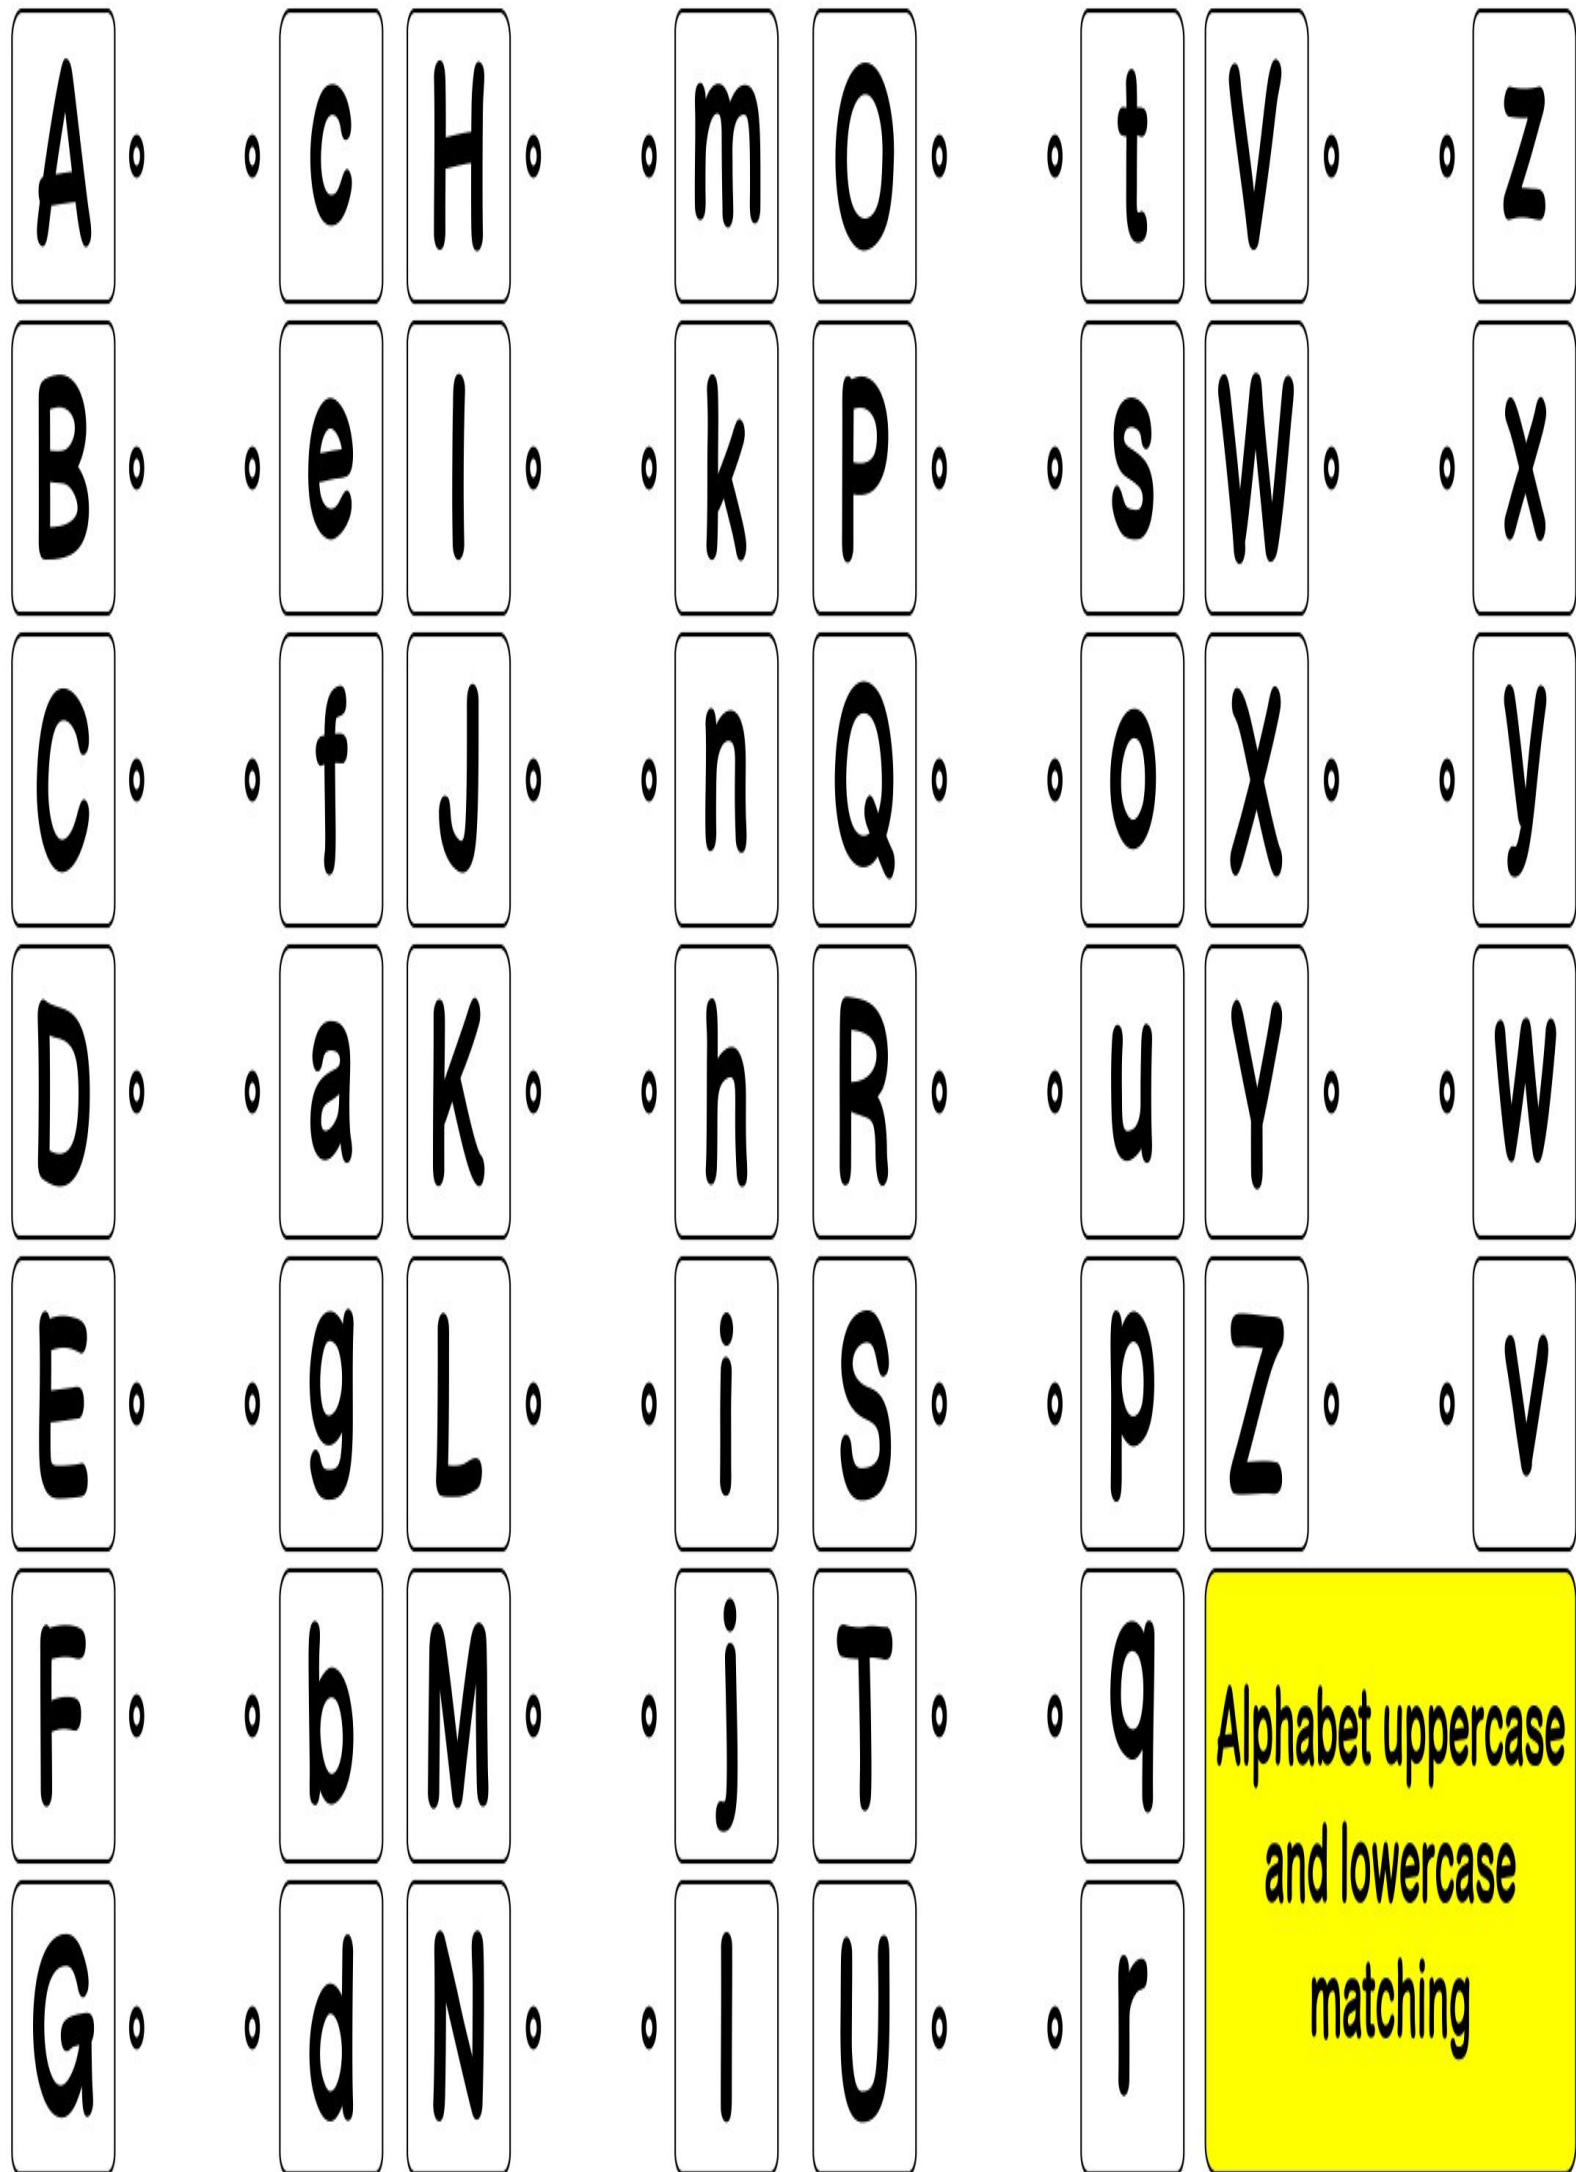 A c H m O t V z
B e I k P s W x
C f J n Q o X y
D a K h R u Y w
E g L i S p Z v
F b M j T q
G d N l U r
Alphabet uppercase
and lowercase
matching